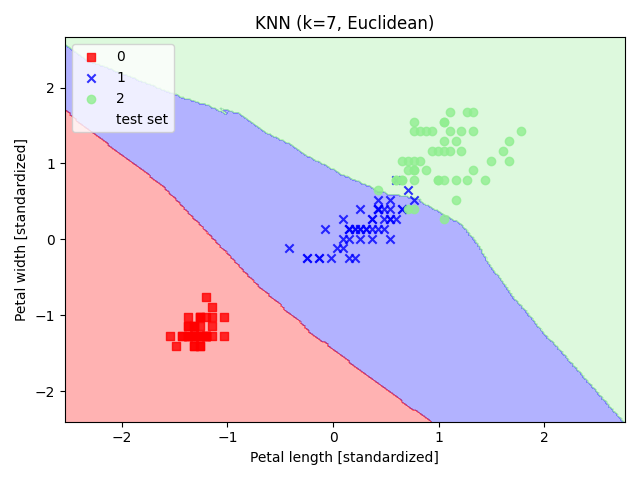 KNN (k=7, Euclidean)
0
1
2
test set
2
1
0
−1
−2
Petal width [standardized]
−2 −1 0 1 2
Petal length [standardized]